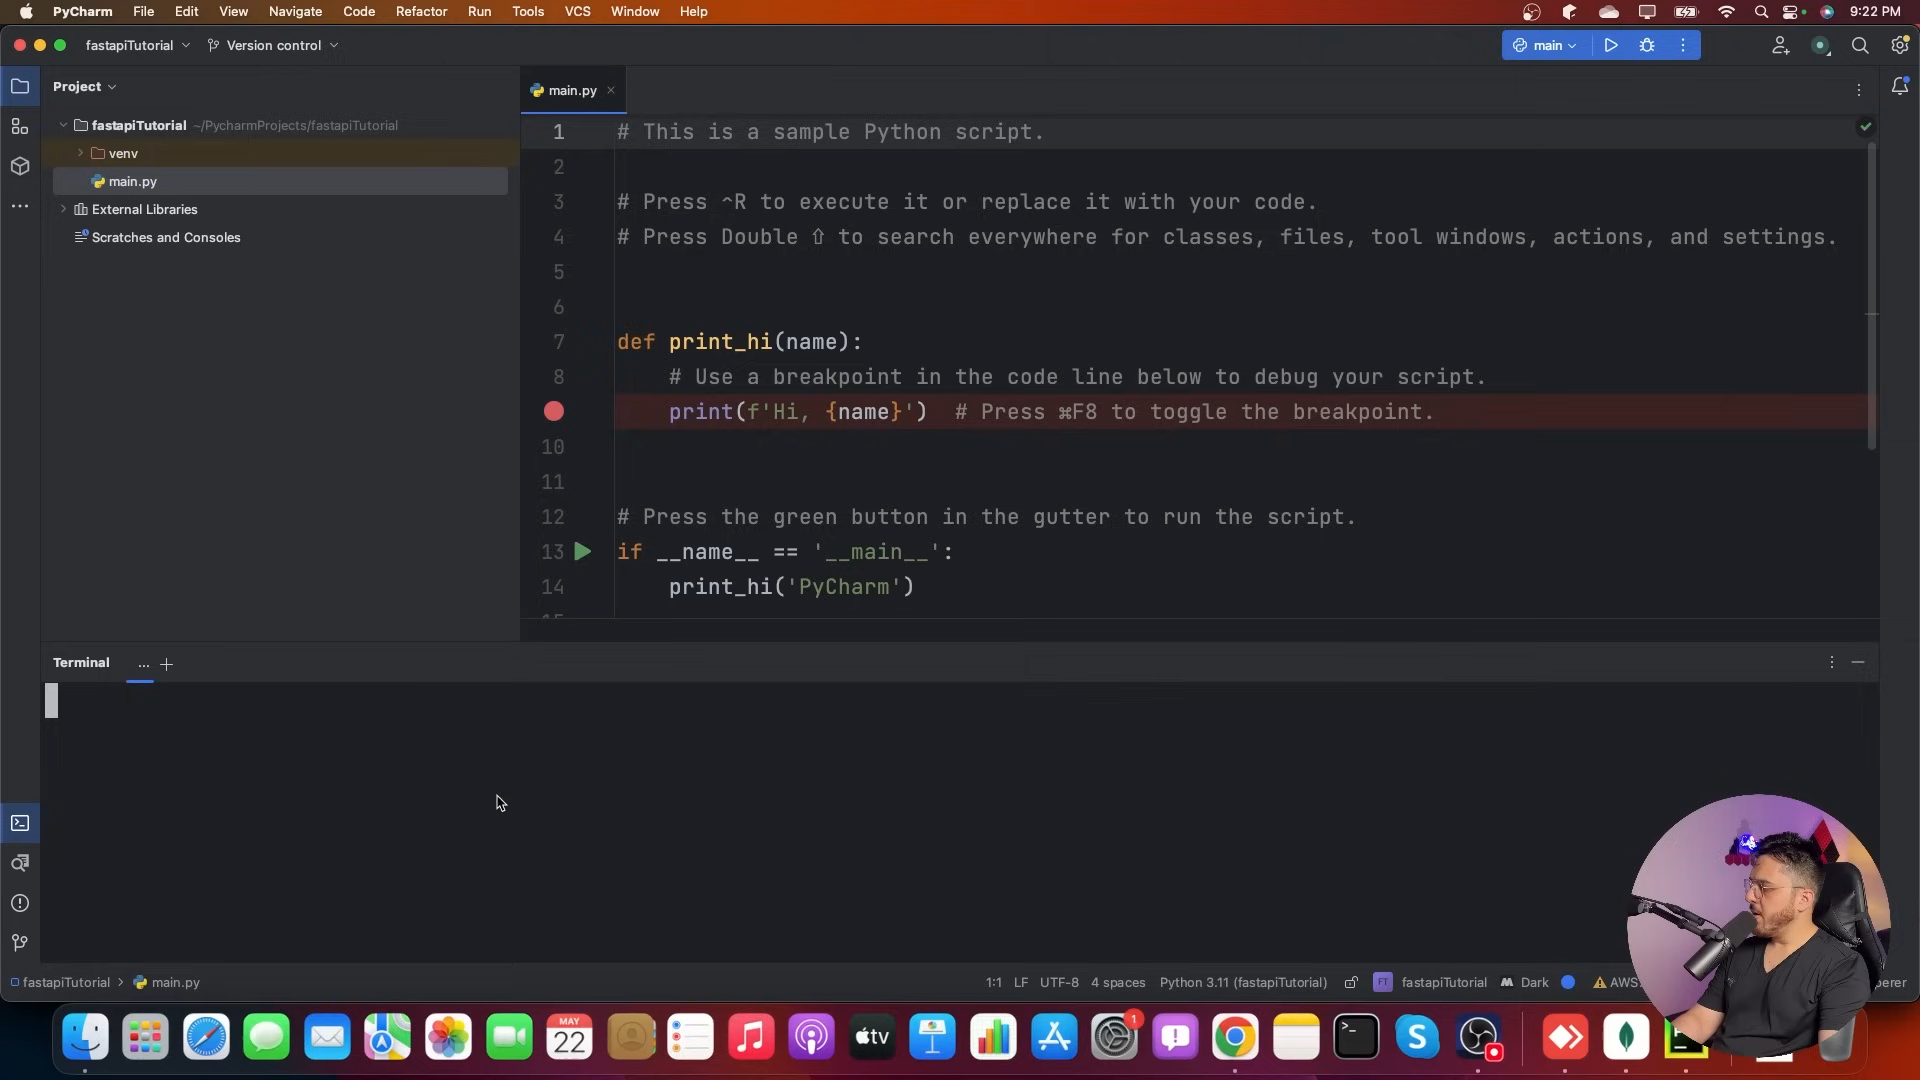 PyCharm File Edit View Navigate Code Refactor Run Tools VCS Window Help 9:22 PM
fastapiTutorial Version control main
Project main.py
fastapiTutorial ~/PycharmProjects/fastapiTutorial
venv
main.py
External Libraries
Scratches and Consoles
1 # This is a sample Python script.
2
3 # Press ⌃R to execute it or replace it with your code.
4 # Press Double ⇧ to search everywhere for classes, files, tool windows, actions, and settings.
5
6
7 def print_hi(name):
8 # Use a breakpoint in the code line below to debug your script.
print(f'Hi, {name}') # Press ⌘F8 to toggle the breakpoint.
10
11
12 # Press the green button in the gutter to run the script.
13 if __name__ == '__main__':
14 print_hi('PyCharm')
Terminal ... +
fastapiTutorial > main.py 1:1 LF UTF-8 4 spaces Python 3.11 (fastapiTutorial) FT fastapiTutorial Dark AWS:
MAY
22
tv
1